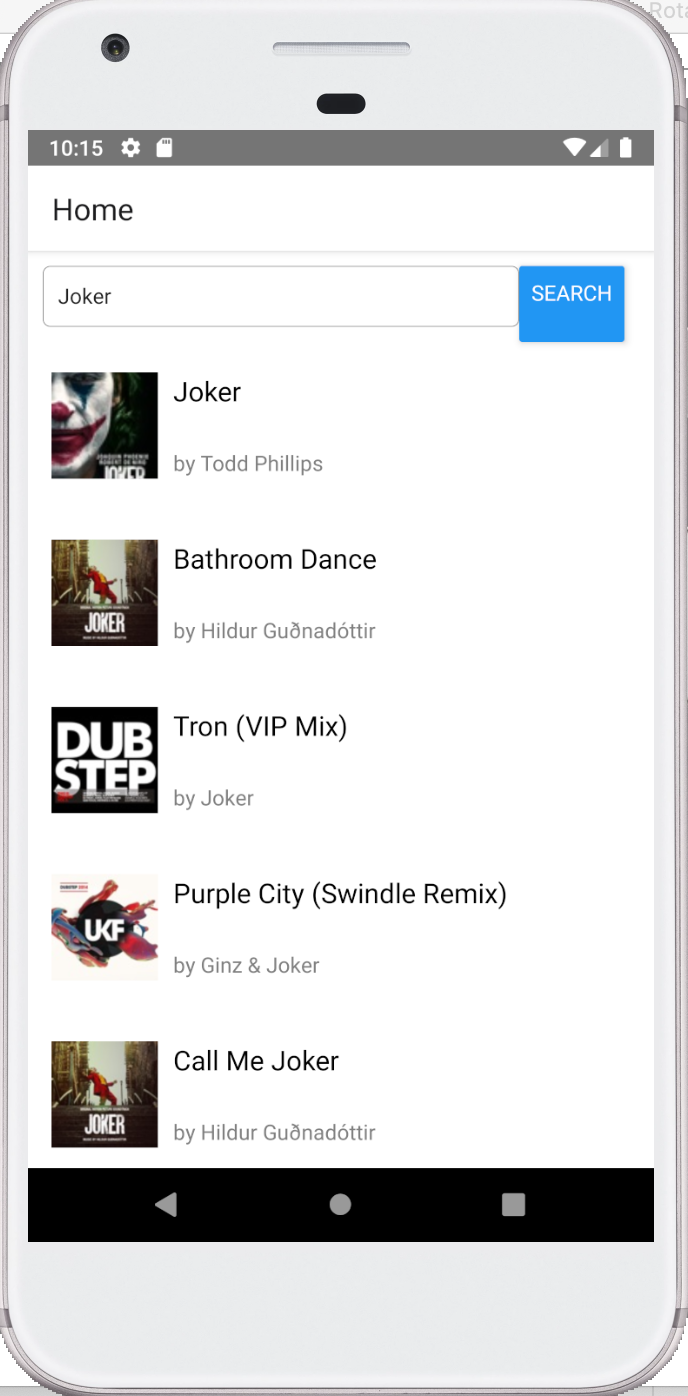 Rota
10:15
Home
Joker
SEARCH
JOAQUIN PHOENIX
ROBERT DE NIRO
JOKER
Joker
by Todd Phillips
JOKER
Bathroom Dance
by Hildur Guðnadóttir
DUB
STEP
Tron (VIP Mix)
by Joker
UKF
Purple City (Swindle Remix)
by Ginz & Joker
JOKER
Call Me Joker
by Hildur Guðnadóttir